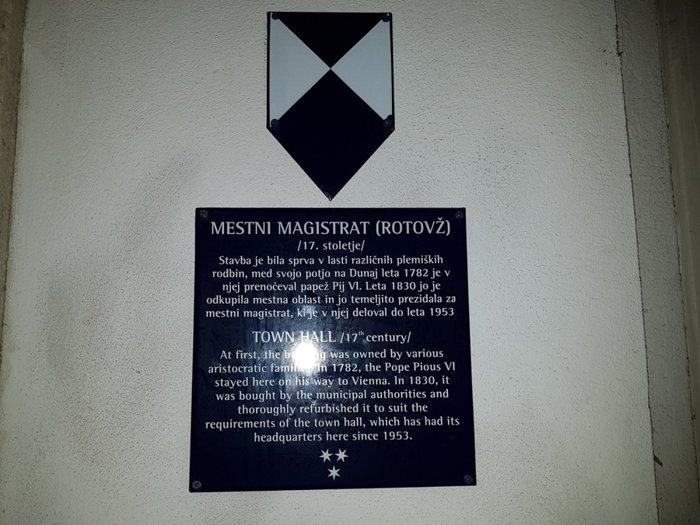 MESTNI MAGISTRAT (ROTOVŽ)
/17. stoletje/
Stavba je bila sprva v lasti različnih plemiških
rodbin, med svojo potjo na Dunaj leta 1782 je v
njej prenočeval papež Pij VI. Leta 1830 jo je
odkupila mestna oblast in jo temeljito prezidala za
mestni magistrat, ki je v njej deloval do leta 1953
TOWN HALL /17th century/
At first, the building was owned by various
aristocratic families. In 1782, the Pope Pious VI
stayed here on his way to Vienna. In 1830, it
was bought by the municipal authorities and
thoroughly refurbished it to suit the
requirements of the town hall, which has had its
headquarters here since 1953.